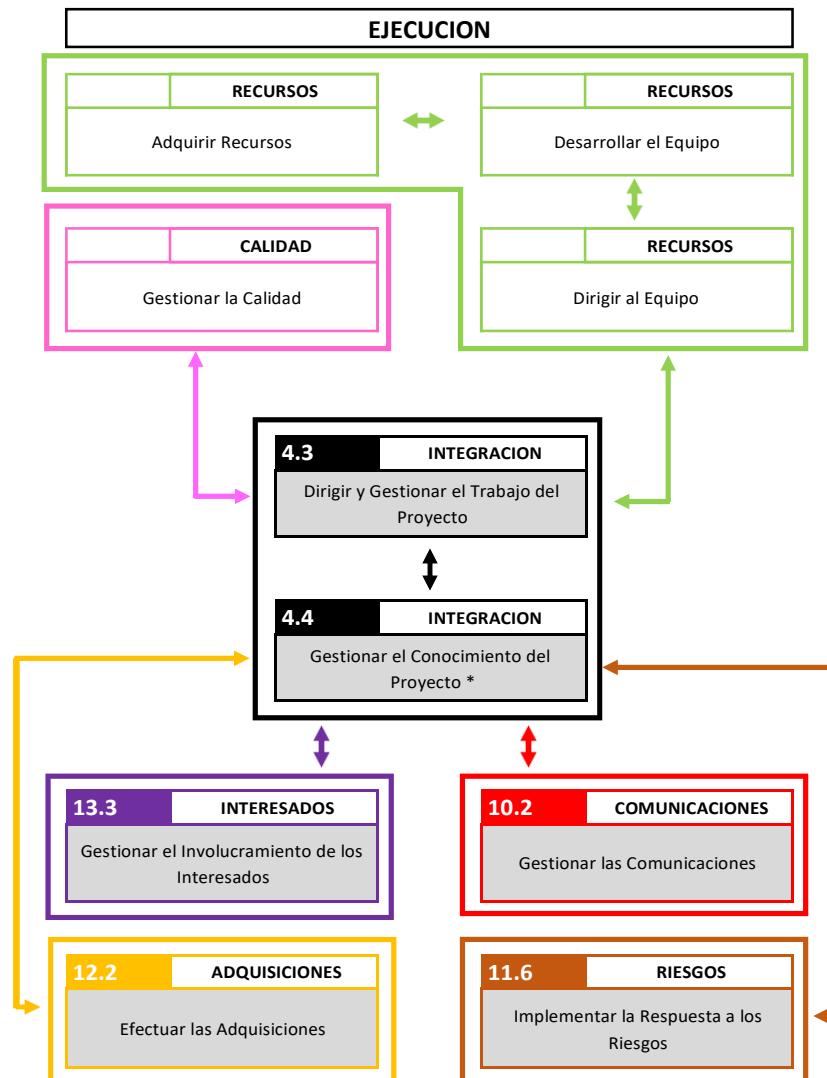 EJECUCION
RECURSOS
Adquirir Recursos
RECURSOS
Desarrollar el Equipo
CALIDAD
Gestionar la Calidad
RECURSOS
Dirigir al Equipo
4.3 INTEGRACION
Dirigir y Gestionar el Trabajo del
Proyecto
4.4 INTEGRACION
Gestionar el Conocimiento del
Proyecto *
13.3 INTERESADOS
Gestionar el Involucramiento de los
Interesados
10.2 COMUNICACIONES
Gestionar las Comunicaciones
12.2 ADQUISICIONES
Efectuar las Adquisiciones
11.6 RIESGOS
Implementar la Respuesta a los
Riesgos